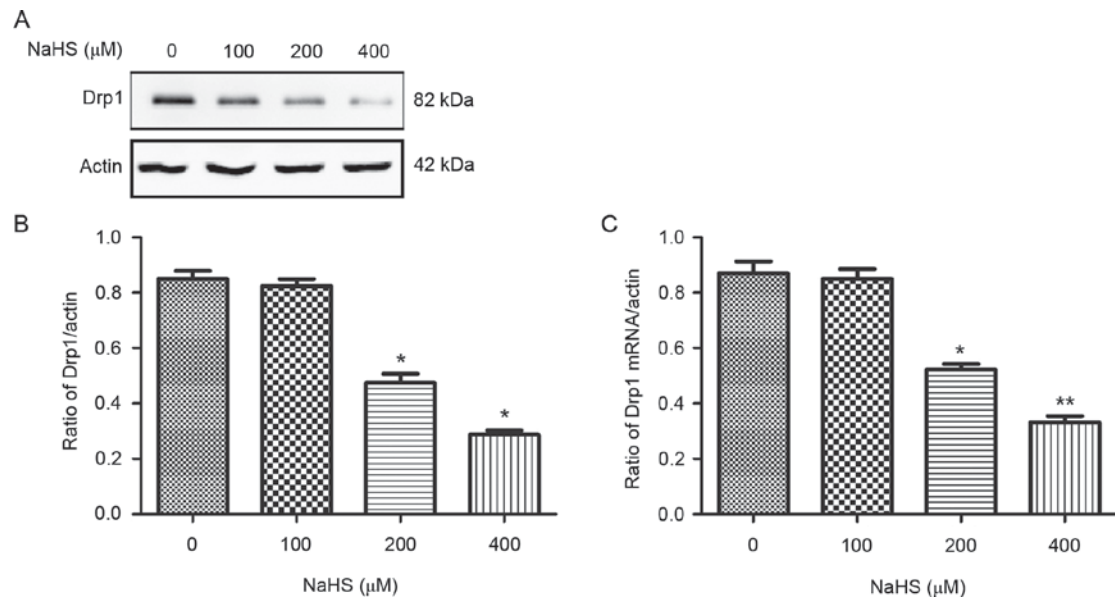 A
NaHS (μM) 0 100 200 400
Drp1 82 kDa
Actin 42 kDa
B
Ratio of Drp1/actin
1.0
0.8
0.6
0.4
0.2
0.0
*
*
0 100 200 400
NaHS (μM)
C
Ratio of Drp1 mRNA/actin
1.0
0.8
0.6
0.4
0.2
0.0
*
**
0 100 200 400
NaHS (μM)